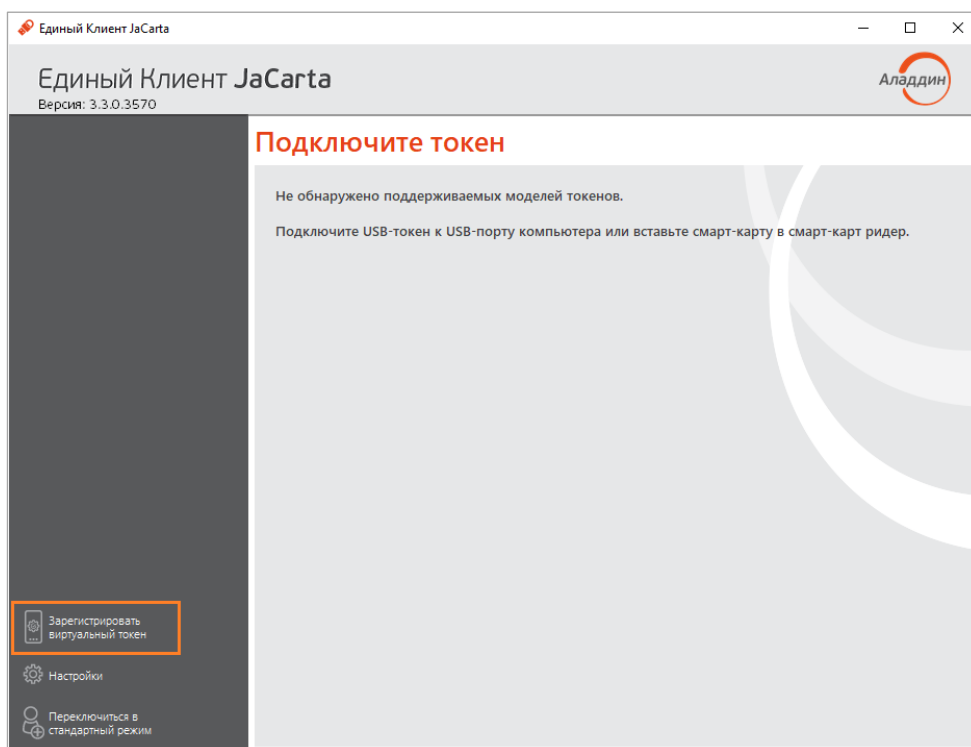 Единый Клиент JaCarta
Единый Клиент JaCarta
Версия: 3.3.0.3570
Аладдин
Подключите токен
Не обнаружено поддерживаемых моделей токенов.
Подключите USB-токен к USB-порту компьютера или вставьте смарт-карту в смарт-карт ридер.
Зарегистрировать
виртуальный токен
Настройки
Переключиться в
стандартный режим